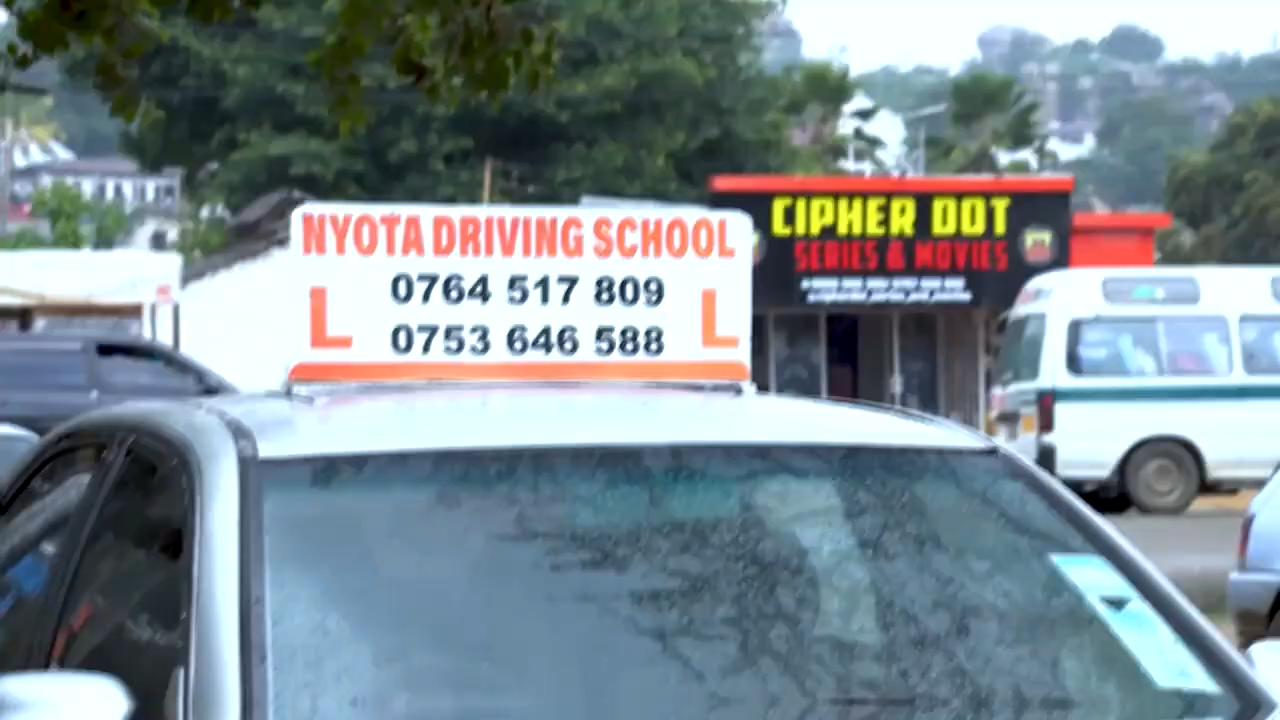 NYOTA DRIVING SCHOOL
0764 517 809
L L
0753 646 588
CIPHER DOT
SERIES & MOVIES